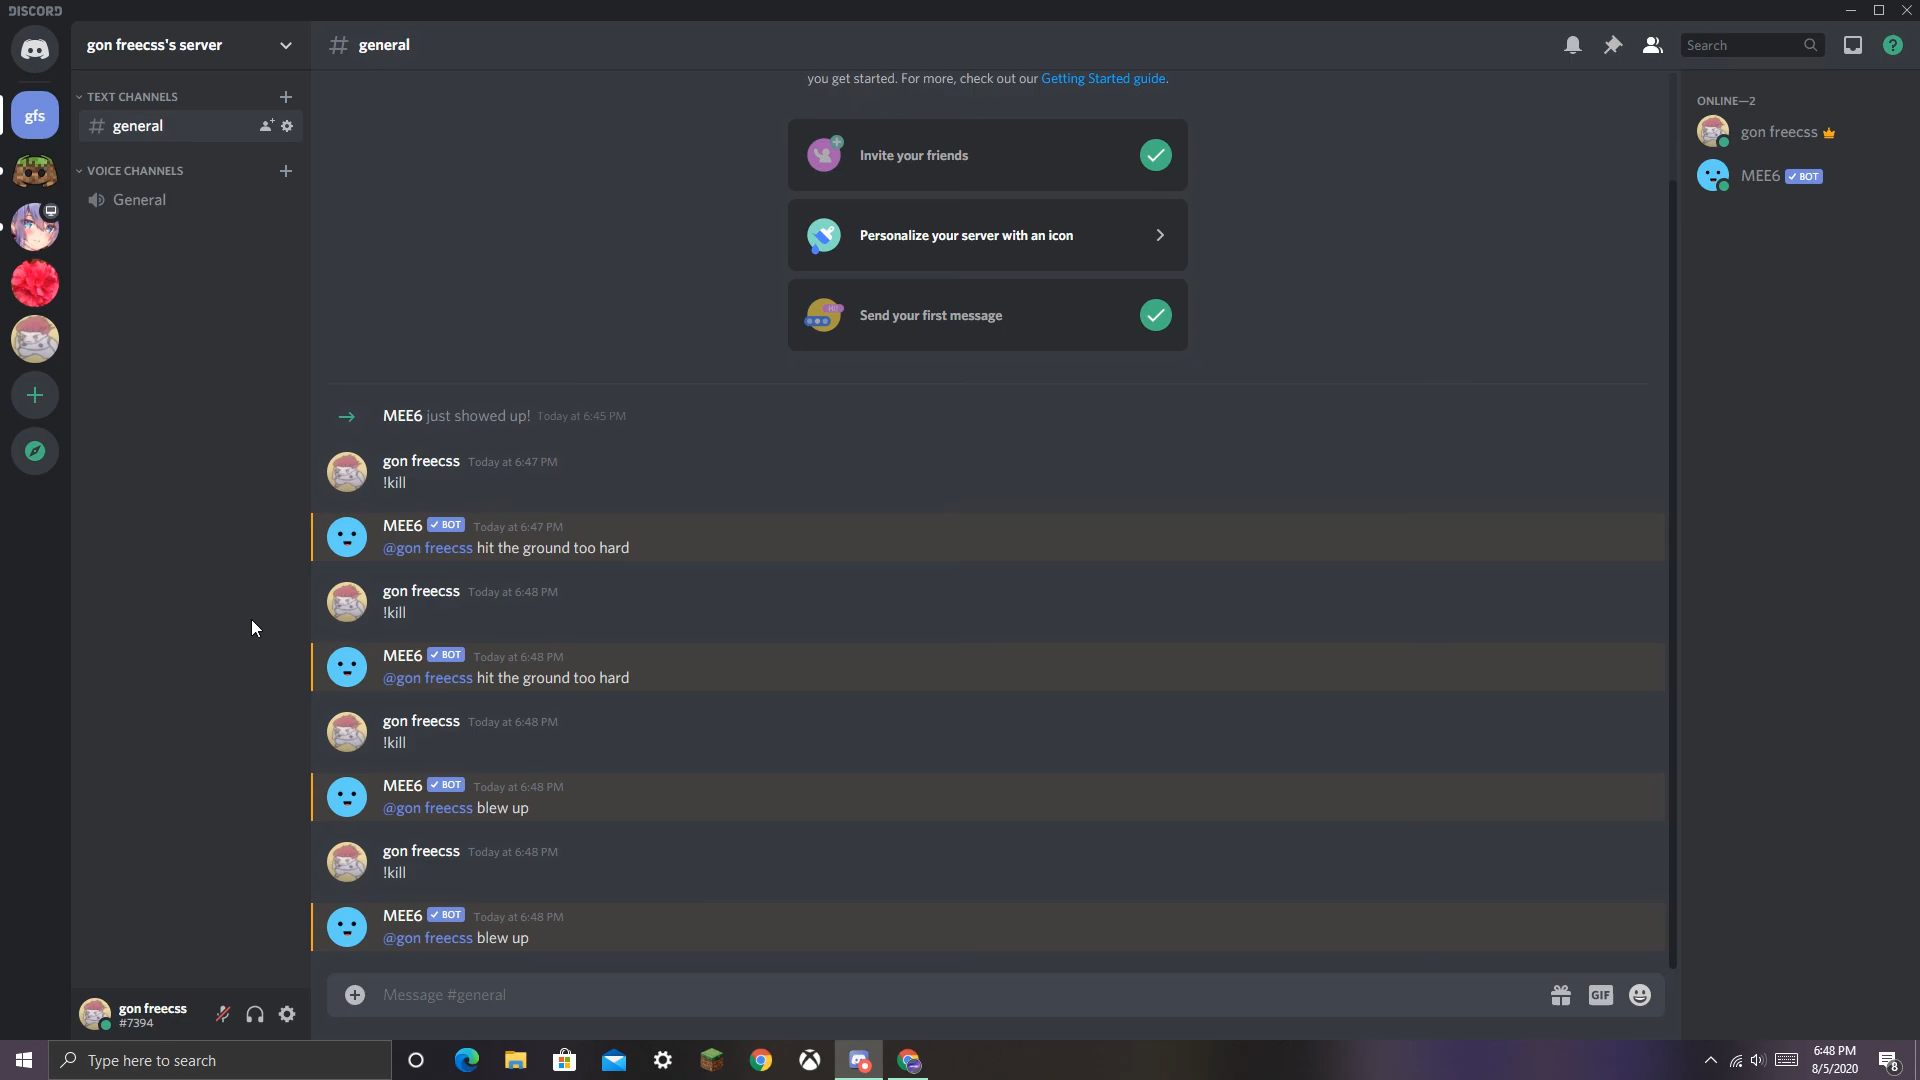 DISCORD
gon freecss's server
# general
Search
gfs
TEXT CHANNELS
# general
VOICE CHANNELS
General
you get started. For more, check out our Getting Started guide.
Invite your friends
Personalize your server with an icon
Hi!
Send your first message
MEE6 just showed up! Today at 6:45 PM
gon freecss Today at 6:47 PM
!kill
MEE6 ✓ BOT Today at 6:47 PM
@gon freecss hit the ground too hard
gon freecss Today at 6:48 PM
!kill
MEE6 ✓ BOT Today at 6:48 PM
@gon freecss hit the ground too hard
gon freecss Today at 6:48 PM
!kill
MEE6 ✓ BOT Today at 6:48 PM
@gon freecss blew up
gon freecss Today at 6:48 PM
!kill
MEE6 ✓ BOT Today at 6:48 PM
@gon freecss blew up
Message #general
GIF
ONLINE—2
gon freecss
MEE6 ✓ BOT
gon freecss
#7394
Type here to search
6:48 PM
8/5/2020
8